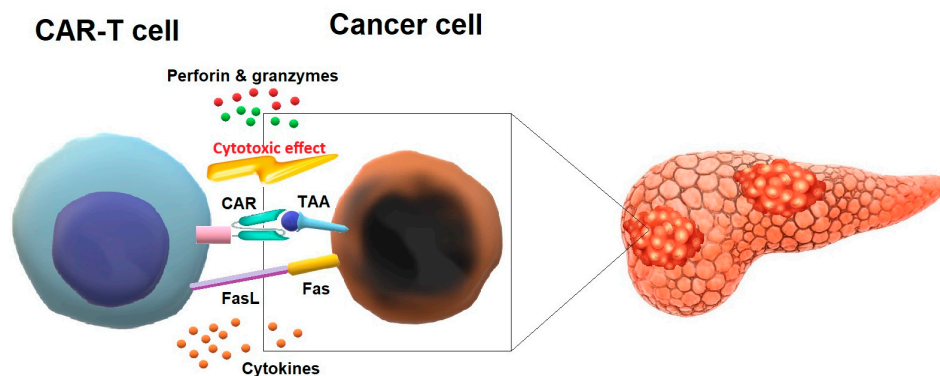 CAR-T cell
Cancer cell
Perforin & granzymes
Cytotoxic effect
CAR
TAA
FasL
Fas
Cytokines